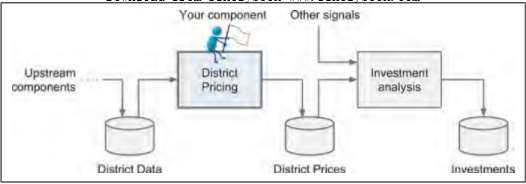 Your component
Other signals
Upstream
components
District
Pricing
Investment
analysis
District Data
District Prices
Investments